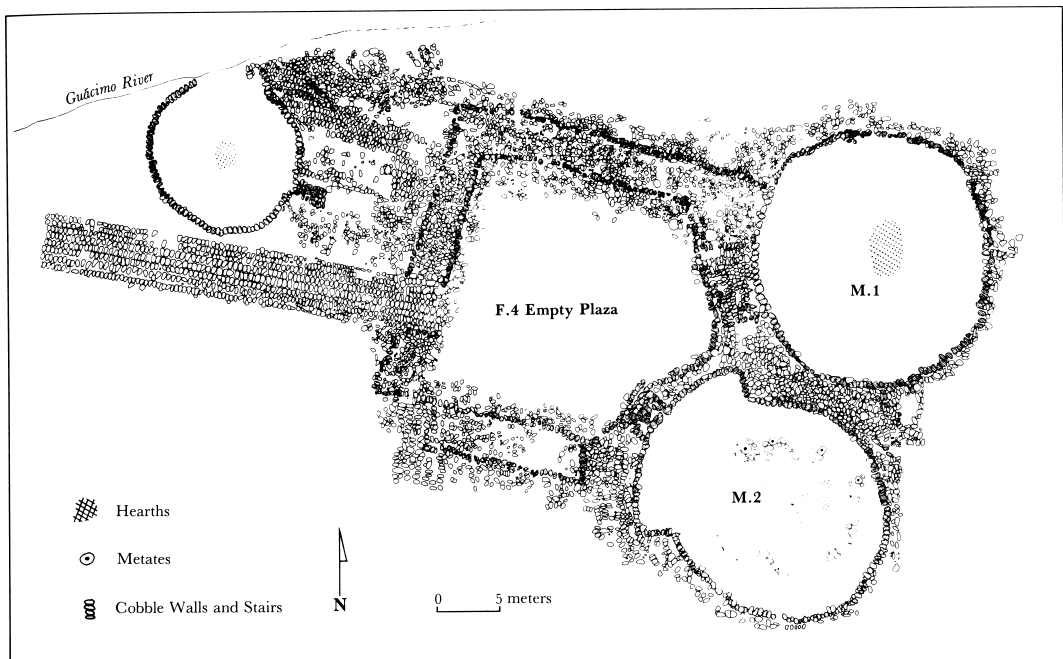 Guácimo River
M.1
F.4 Empty Plaza
M.2
Hearths
Metates
Cobble Walls and Stairs
N
0 5 meters